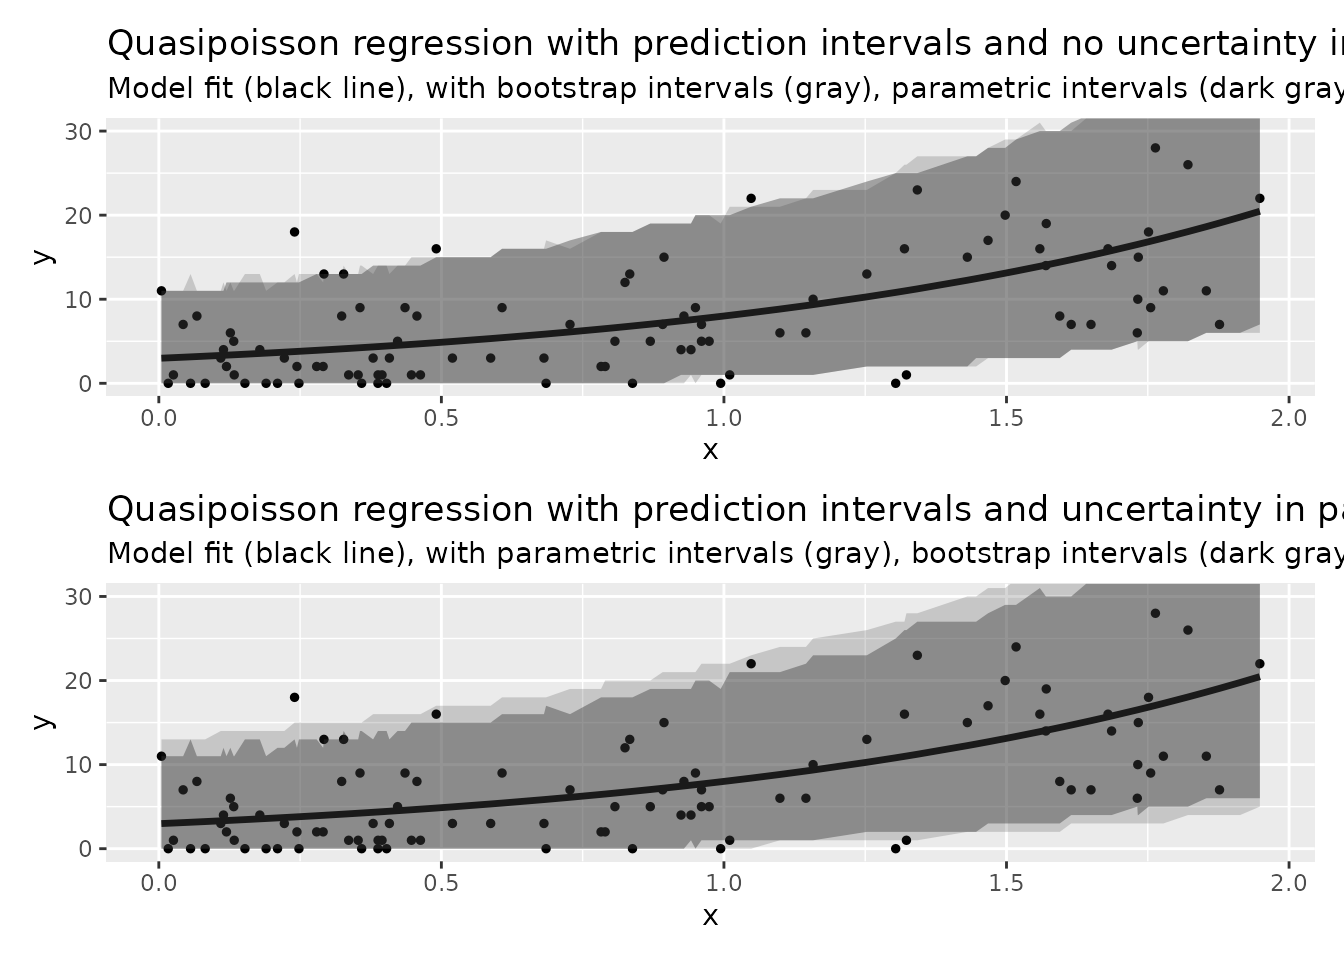 Quasipoisson regression with prediction intervals and no uncertainty
Model fit (black line), with bootstrap intervals (gray), parametric intervals (dark gray
30
20
10
0
y
0.0 0.5 1.0 1.5 2.0
x
Quasipoisson regression with prediction intervals and uncertainty in
Model fit (black line), with parametric intervals (gray), bootstrap intervals (dark gray
30
20
10
0
y
0.0 0.5 1.0 1.5 2.0
x